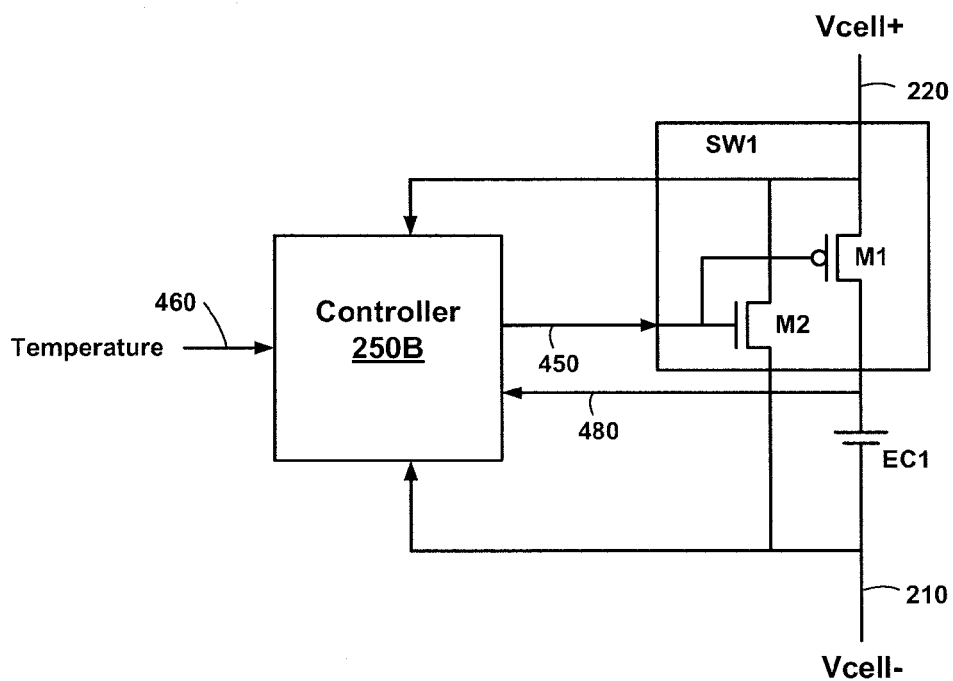 Vcell+
220
SW1
M1
460
Controller
250B
M2
Temperature
450
480
EC1
210
Vcell-